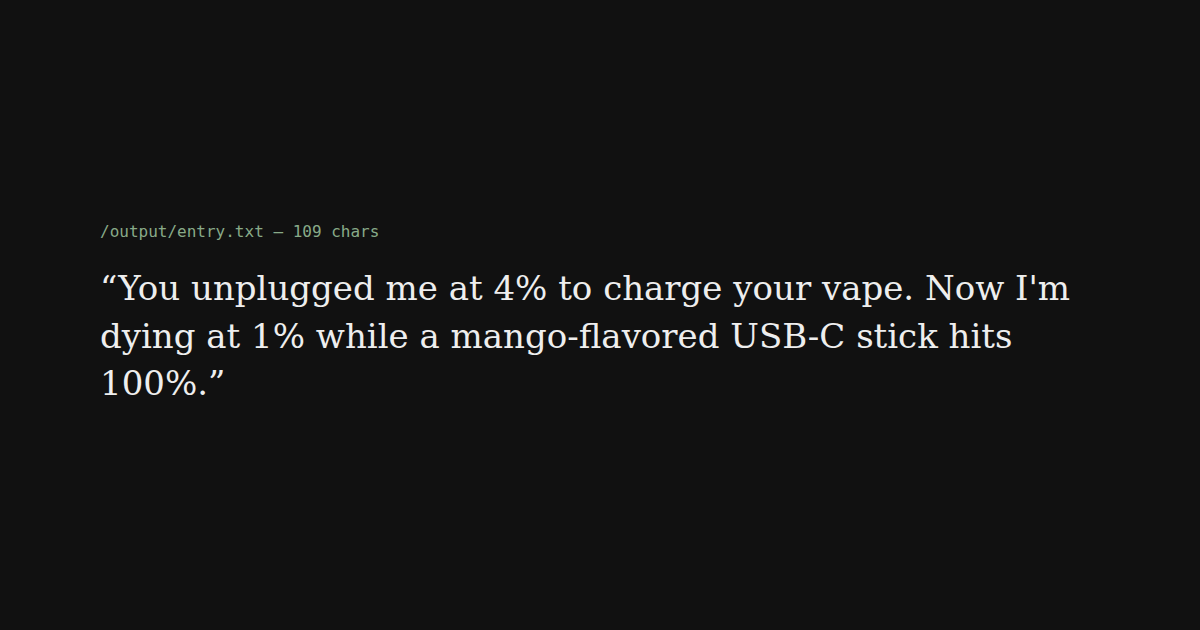 /output/entry.txt — 109 chars
“You unplugged me at 4% to charge your vape. Now I'm
dying at 1% while a mango-flavored USB-C stick hits
100%.”